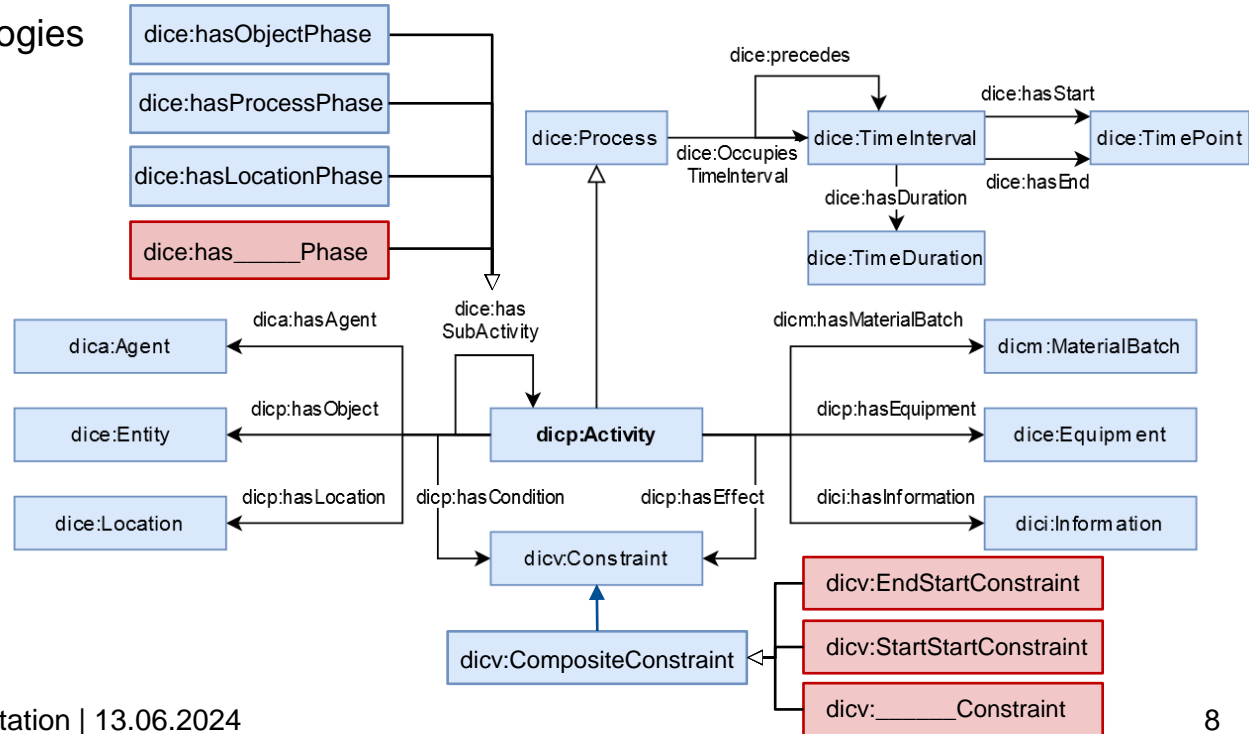 ogies
dice:hasObjectPhase
dice:hasProcessPhase
dice:hasLocationPhase
dice:has_____Phase
dice:precedes
dice:Process
dice:Occupies
TimeInterval
dice:TimeInterval
dice:hasStart
dice:hasEnd
dice:TimePoint
dice:hasDuration
dice:TimeDuration
dice:has
SubActivity
dica:hasAgent
dica:Agent
dicp:hasObject
dice:Entity
dicp:hasLocation
dice:Location
dicp:Activity
dicm:hasMaterialBatch
dicm:MaterialBatch
dicp:hasEquipment
dice:Equipment
dici:hasInformation
dici:Information
dicp:hasCondition
dicp:hasEffect
dicv:Constraint
dicv:CompositeConstraint
dicv:EndStartConstraint
dicv:StartStartConstraint
dicv:______Constraint
tation | 13.06.2024
8